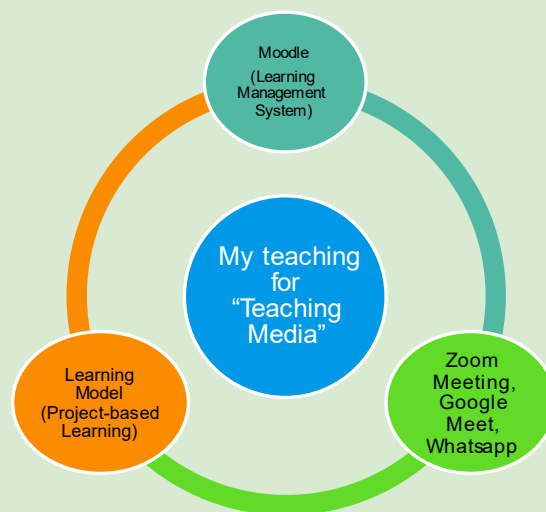 Moodle
(Learning
Management
System)
My teaching
for
“Teaching
Media”
Learning
Model
(Project-based
Learning)
Zoom
Meeting,
Google
Meet,
Whatsapp